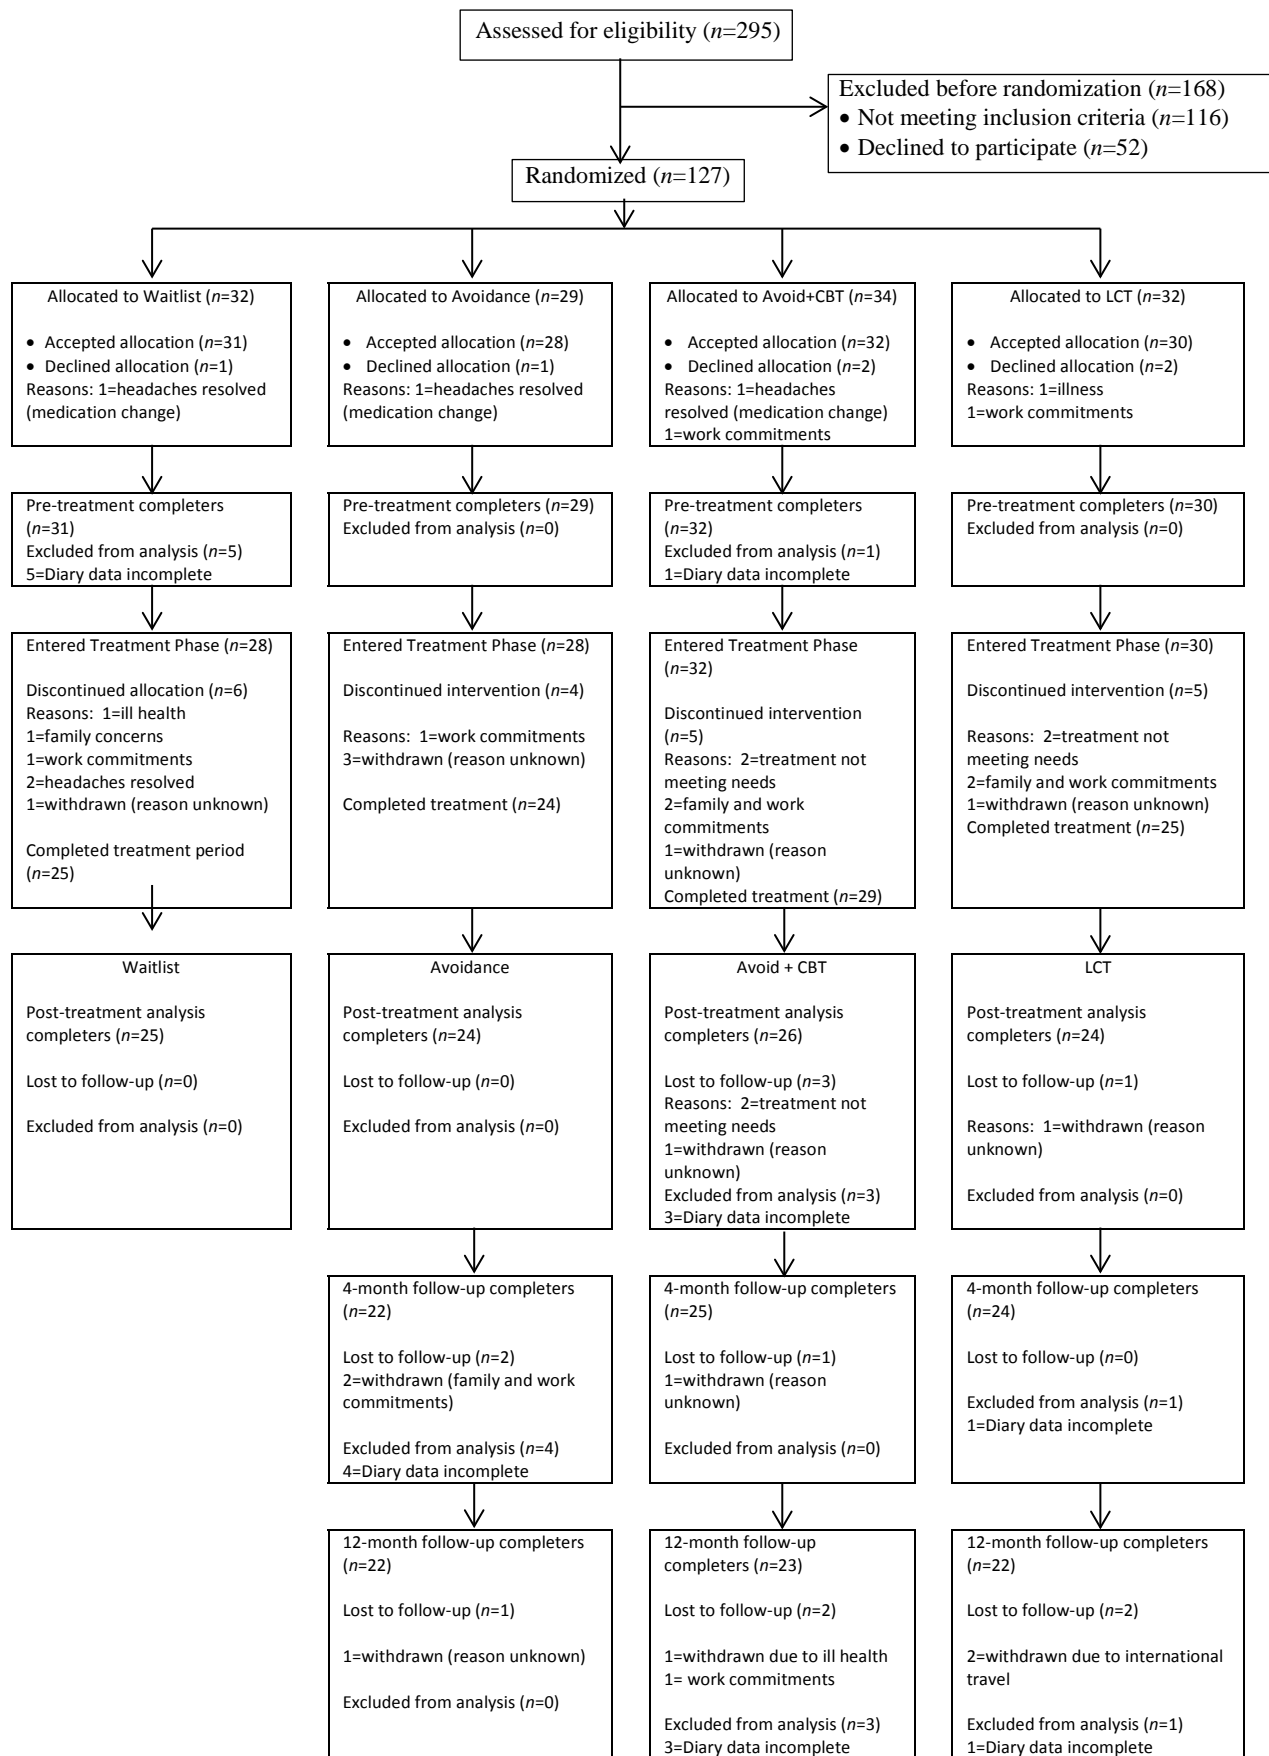 Assessed for eligibility (n=295)
Excluded before randomization (n=168)
• Not meeting inclusion criteria (n=116)
• Declined to participate (n=52)
Randomized (n=127)
Allocated to Waitlist (n=32)
• Accepted allocation (n=31)
• Declined allocation (n=1)
Reasons: 1=headaches resolved
(medication change)
Allocated to Avoidance (n=29)
• Accepted allocation (n=28)
• Declined allocation (n=1)
Reasons: 1=headaches resolved
(medication change)
Allocated to Avoid+CBT (n=34)
• Accepted allocation (n=32)
• Declined allocation (n=2)
Reasons: 1=headaches
resolved (medication change)
1=work commitments
Allocated to LCT (n=32)
• Accepted allocation (n=30)
• Declined allocation (n=2)
Reasons: 1=illness
1=work commitments
Pre-treatment completers
(n=31)
Excluded from analysis (n=5)
5=Diary data incomplete
Pre-treatment completers (n=29)
Excluded from analysis (n=0)
Pre-treatment completers
(n=32)
Excluded from analysis (n=1)
1=Diary data incomplete
Pre-treatment completers (n=30)
Excluded from analysis (n=0)
Entered Treatment Phase (n=28)
Discontinued allocation (n=6)
Reasons: 1=ill health
1=family concerns
1=work commitments
2=headaches resolved
1=withdrawn (reason unknown)
Completed treatment period
(n=25)
Entered Treatment Phase (n=28)
Discontinued intervention (n=4)
Reasons: 1=work commitments
3=withdrawn (reason unknown)
Completed treatment (n=24)
Entered Treatment Phase
(n=32)
Discontinued intervention
(n=5)
Reasons: 2=treatment not
meeting needs
2=family and work
commitments
1=withdrawn (reason
unknown)
Completed treatment (n=29)
Entered Treatment Phase (n=30)
Discontinued intervention (n=5)
Reasons: 2=treatment not
meeting needs
2=family and work commitments
1=withdrawn (reason unknown)
Completed treatment (n=25)
Waitlist
Post-treatment analysis
completers (n=25)
Lost to follow-up (n=0)
Excluded from analysis (n=0)
Avoidance
Post-treatment analysis
completers (n=24)
Lost to follow-up (n=0)
Excluded from analysis (n=0)
Avoid + CBT
Post-treatment analysis
completers (n=26)
Lost to follow-up (n=3)
Reasons: 2=treatment not
meeting needs
1=withdrawn (reason
unknown)
Excluded from analysis (n=3)
3=Diary data incomplete
LCT
Post-treatment analysis
completers (n=24)
Lost to follow-up (n=1)
Reasons: 1=withdrawn (reason
unknown)
Excluded from analysis (n=0)
4-month follow-up completers
(n=22)
Lost to follow-up (n=2)
2=withdrawn (family and work
commitments)
Excluded from analysis (n=4)
4=Diary data incomplete
4-month follow-up completers
(n=25)
Lost to follow-up (n=1)
1=withdrawn (reason
unknown)
Excluded from analysis (n=0)
4-month follow-up completers
(n=24)
Lost to follow-up (n=0)
Excluded from analysis (n=1)
1=Diary data incomplete
12-month follow-up completers
(n=22)
Lost to follow-up (n=1)
1=withdrawn (reason unknown)
Excluded from analysis (n=0)
12-month follow-up
completers (n=23)
Lost to follow-up (n=2)
1=withdrawn due to ill health
1= work commitments
Excluded from analysis (n=3)
3=Diary data incomplete
12-month follow-up completers
(n=22)
Lost to follow-up (n=2)
2=withdrawn due to international
travel
Excluded from analysis (n=1)
1=Diary data incomplete